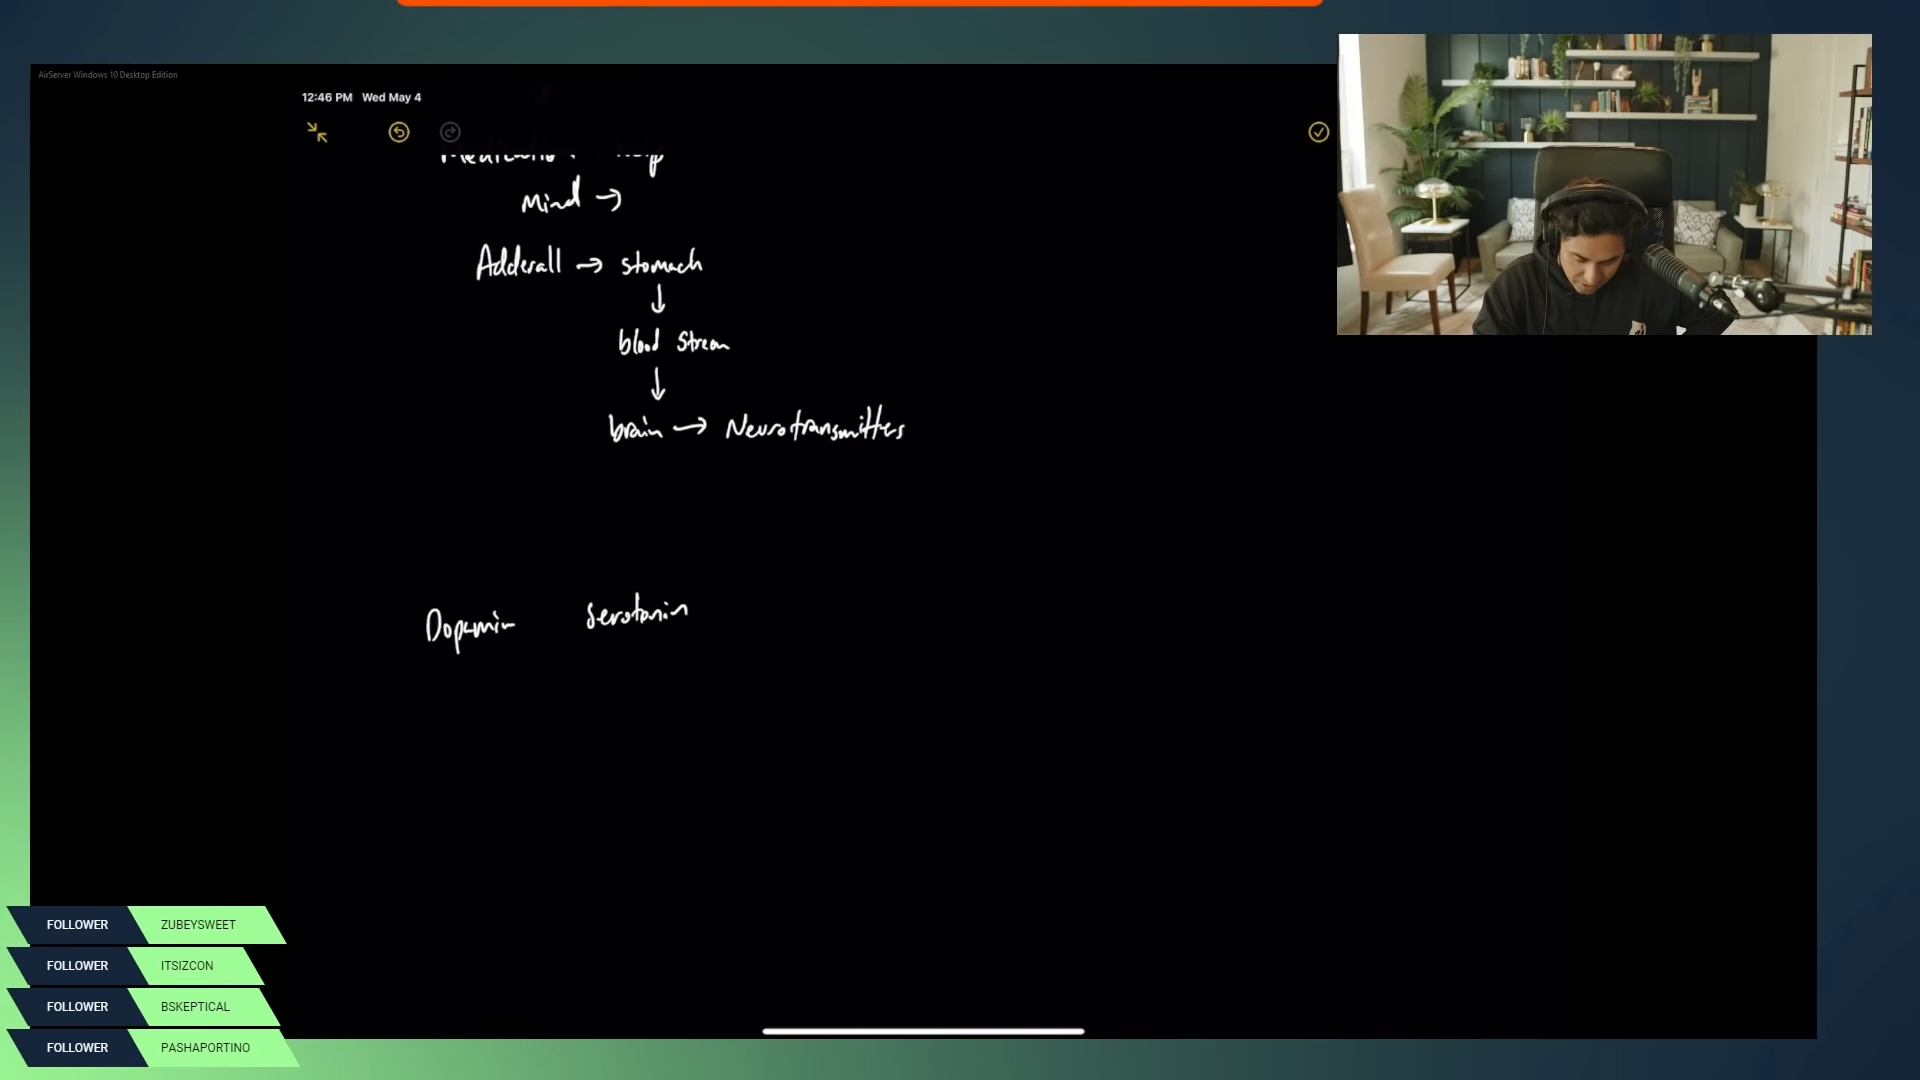 AirServer Windows 10 Desktop Edition
12:46 PM Wed May 4
Mind →
Adderall → stomach
↓
blood Stream
↓
brain → Neurotransmitters
Dopamin serotonin
FOLLOWER ZUBEYSWEET
FOLLOWER ITSIZCON
FOLLOWER BSKEPTICAL
FOLLOWER PASHAPORTINO